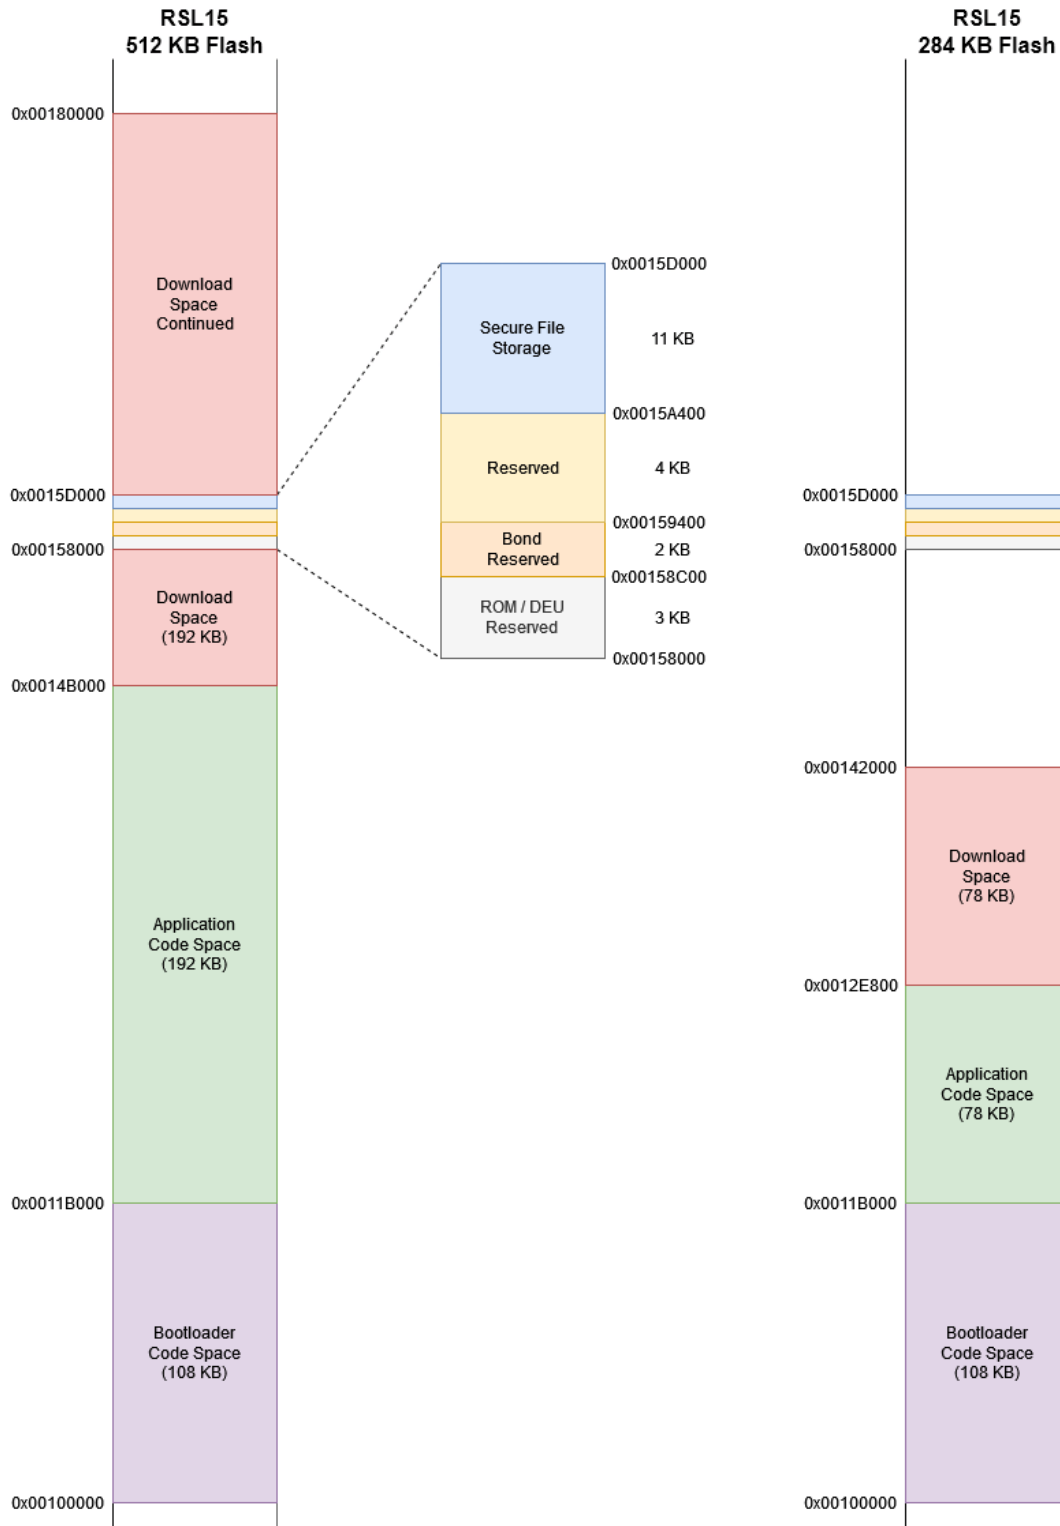 RSL15
512 KB Flash
0x00180000
Download
Space
Continued
0x0015D000
0x00158000
Download
Space
(192 KB)
0x0014B000
Application
Code Space
(192 KB)
0x0011B000
Bootloader
Code Space
(108 KB)
0x00100000
0x0015D000
Secure File
Storage
11 KB
0x0015A400
Reserved
4 KB
0x00159400
Bond
Reserved
2 KB
0x00158C00
ROM / DEU
Reserved
3 KB
0x00158000
RSL15
284 KB Flash
0x0015D000
0x00158000
0x00142000
Download
Space
(78 KB)
0x0012E800
Application
Code Space
(78 KB)
0x0011B000
Bootloader
Code Space
(108 KB)
0x00100000